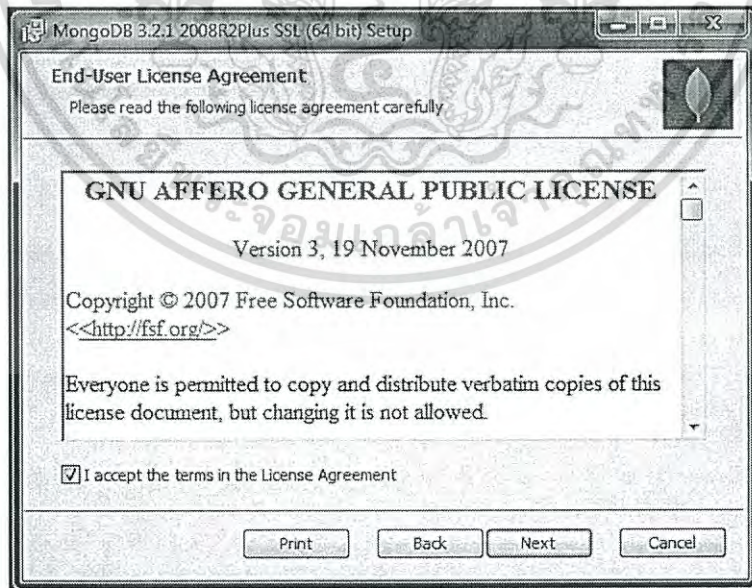 MongoDB 3.2.1 2008R2Plus SSL (64 bit) Setup
End-User License Agreement
Please read the following license agreement carefully
GNU AFFERO GENERAL PUBLIC LICENSE
Version 3, 19 November 2007
Copyright © 2007 Free Software Foundation, Inc.
<<http://fsf.org/>>
Everyone is permitted to copy and distribute verbatim copies of this
license document, but changing it is not allowed.
I accept the terms in the License Agreement
Print Back Next Cancel